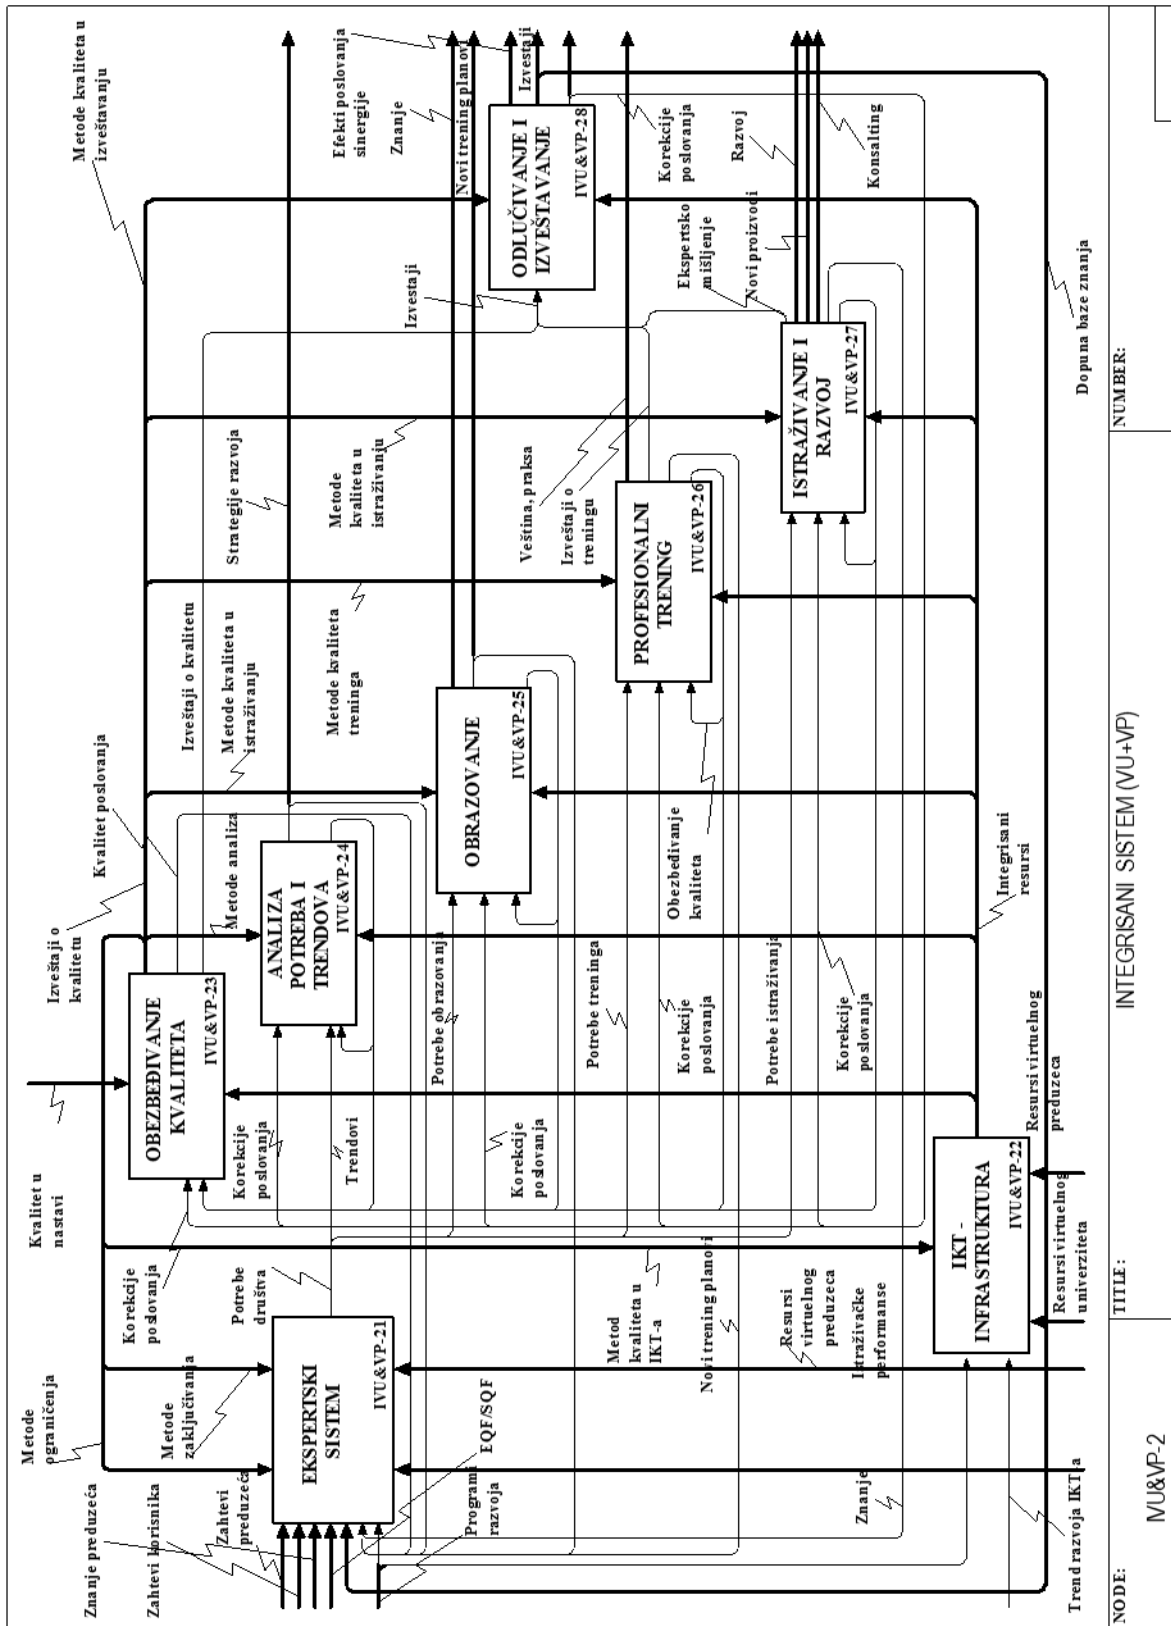 Metode kvaliteta u
izveštavanju
Efekti poslovanja
sinergije
Znanje
Novi trening planovi
Izvestaji
ODLUČIVANJE I
IZVEŠTAVANJE
IVU&VP-28
Korekcije
poslovanja
Razvoj
Konsalting
Dopuna baze znanja
Izvestaji
Ekspertsko
mišljenje
Novi proizvodi
ISTRAŽIVANJE I
RAZVOJ
IVU&VP-27
Strategije razvoja
Metode
kvaliteta u
istraživanju
Veština, praksa
Izveštaji o
treningu
PROFESIONALNI
TRENING
IVU&VP-26
Izveštaji o kvalitetu
Metode kvaliteta u
istraživanju
Metode kvaliteta
treninga
OBRAZOVANJE
IVU&VP-25
Obezbeđivanje
kvaliteta
Integrisani
resursi
Kvalitet poslovanja
Izveštaji o
kvalitetu
Metode analiza
ANALIZA
POTREBA I
TRENDOVA
IVU&VP-24
OBEZBEĐIVANJE
KVALITETA
IVU&VP-23
Potrebe obrazovanja
Potrebe treninga
Korekcije
poslovanja
Potrebe istraživanja
Korekcije
poslovanja
Resursi virtuelnog
preduzeca
Kvalitet u
nastavi
Korekcije
poslovanja
Trendovi
Korekcije
poslovanja
IKT -
INFRASTRUKTURA
IVU&VP-22
Resursi virtuelnog
univerziteta
Korekcije
poslovanja
Potrebe
društva
Metod
kvaliteta u
IKT-a
Novi trening planovi
Resursi
virtuelnog
preduzeca
Istraživačke
performanse
Metode
ograničenja
Metode
zaključivanja
EKSPERTSKI
SISTEM
IVU&VP-21
EQF/SQF
Programi
razvoja
Znanje
Trend razvoja IKT-a
Znanje preduzeća
Zahtevi korisnika
Zahtevi
preduzeća
NODE:
IVU&VP-2
TITLE:
INTEGRISANI SISTEM (VU+VP)
NUMBER: